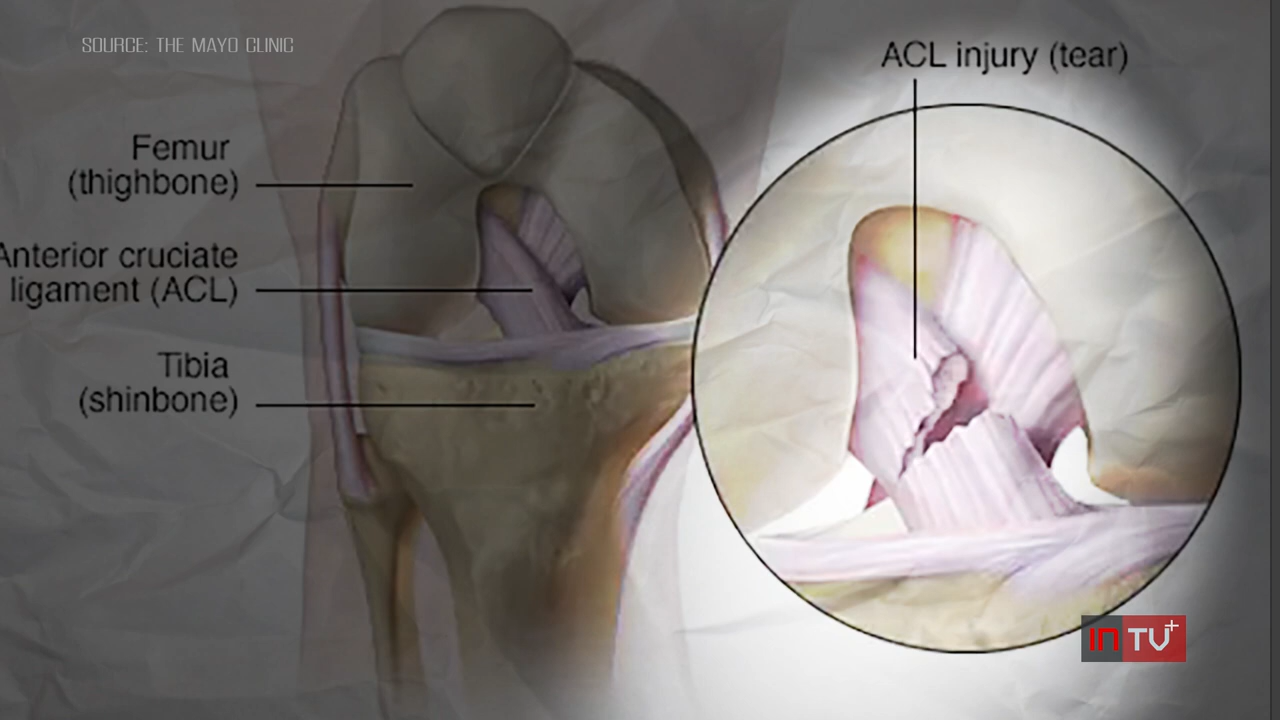 SOURCE: THE MAYO CLINIC
ACL injury (tear)
Femur
(thighbone)
Anterior cruciate
ligament (ACL)
Tibia
(shinbone)
INTV+